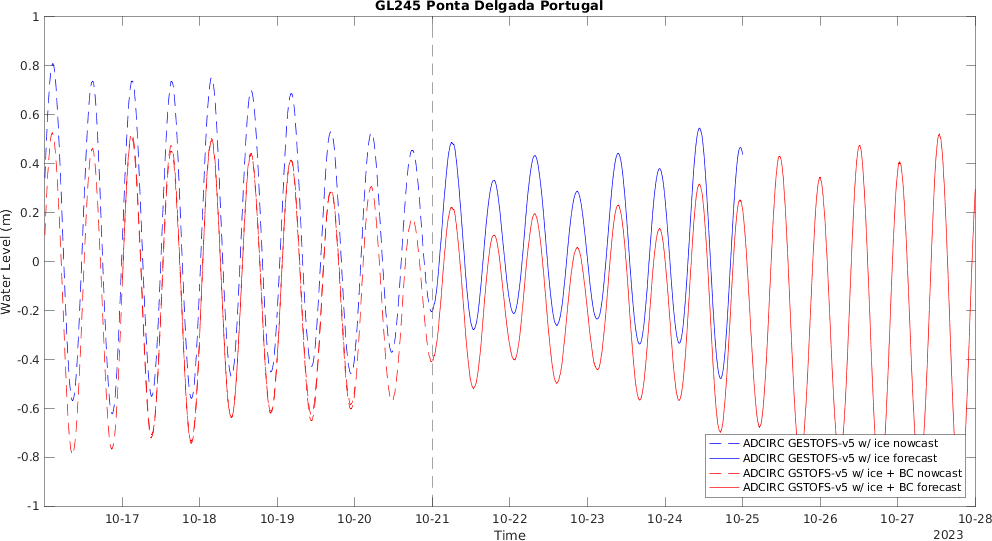 GL245 Ponta Delgada Portugal
1
0.8
0.6
0.4
0.2
0
-0.2
-0.4
-0.6
-0.8
-1
Water Level (m)
ADCIRC GESTOFS-v5 w/ ice nowcast
ADCIRC GESTOFS-v5 w/ ice forecast
ADCIRC GSTOFS-v5 w/ ice + BC nowcast
ADCIRC GSTOFS-v5 w/ ice + BC forecast
10-17 10-18 10-19 10-20 10-21 10-22 10-23 10-24 10-25 10-26 10-27 10-28
Time
2023